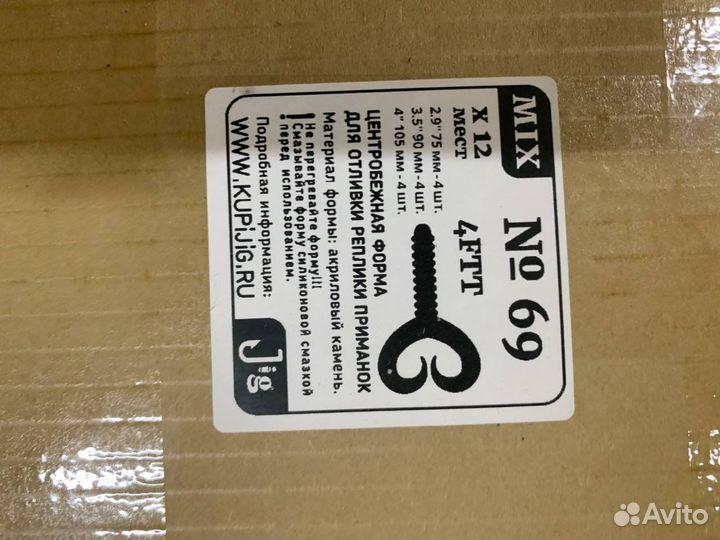 MIX № 69
X 12
мест
4FTT
2.9" 75 мм - 4 шт.
3.5" 90 мм - 4 шт.
4" 105 мм - 4 шт.
ЦЕНТРОБЕЖНАЯ ФОРМА
ДЛЯ ОТЛИВКИ РЕПЛИКИ ПРИМАНОК
Материал формы: акриловый камень.
! Не перегревайте форму!!!
Смазывайте форму силиконовой смазкой
перед использованием.
Подробная информация:
WWW.KUPIJIG.RU
Jig
Avito